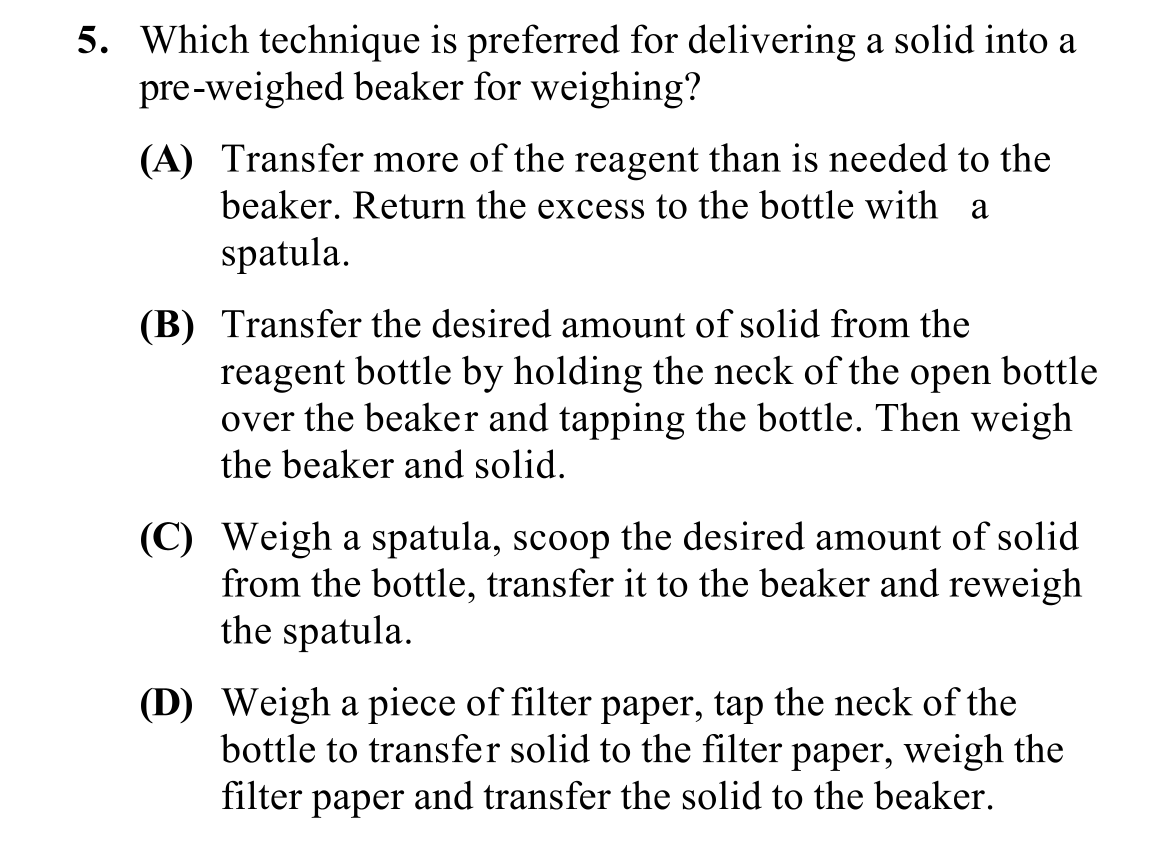 5. Which technique is preferred for delivering a solid into a
pre-weighed beaker for weighing?
(A) Transfer more of the reagent than is needed to the
beaker. Return the excess to the bottle with a
spatula.
(B) Transfer the desired amount of solid from the
reagent bottle by holding the neck of the open bottle
over the beaker and tapping the bottle. Then weigh
the beaker and solid.
(C) Weigh a spatula, scoop the desired amount of solid
from the bottle, transfer it to the beaker and reweigh
the spatula.
(D) Weigh a piece of filter paper, tap the neck of the
bottle to transfer solid to the filter paper, weigh the
filter paper and transfer the solid to the beaker.